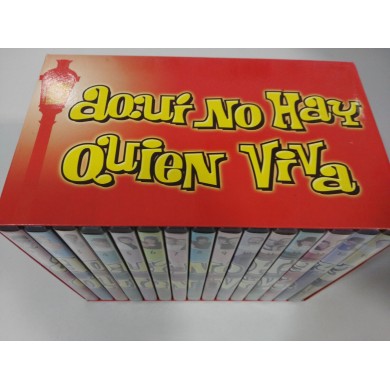 aquí No Hay
Quien Viva